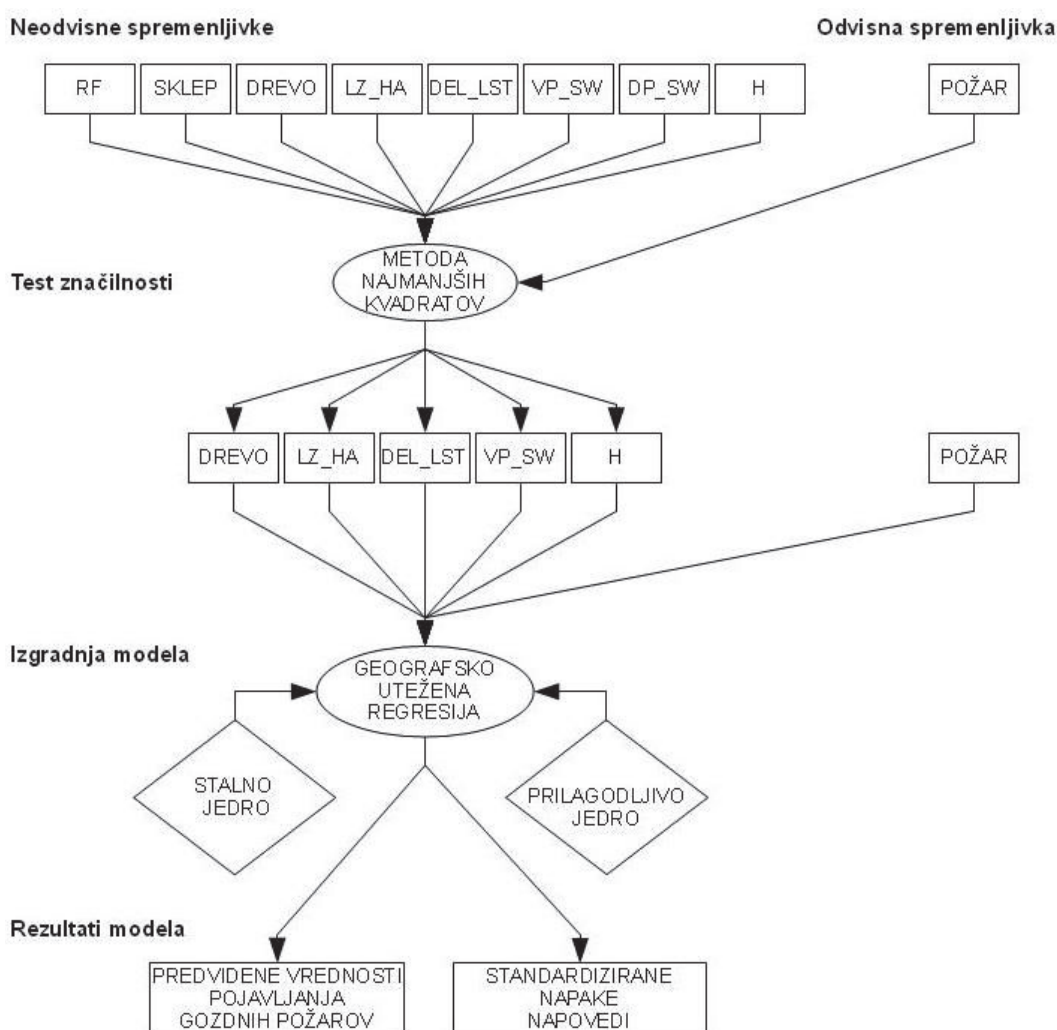 Neodvisne spremenljivke
Odvisna spremenljivka
RF
SKLEP
DREVO
LZ_HA
DEL_LST
VP_SW
DP_SW
H
POŽAR
Test značilnosti
METODA
NAJMANJŠIH
KVADRATOV
DREVO
LZ_HA
DEL_LST
VP_SW
H
POŽAR
Izgradnja modela
GEOGRAFSKO
UTEŽENA
REGRESIJA
STALNO
JEDRO
PRILAGODLJIVO
JEDRO
Rezultati modela
PREDVIDENE VREDNOSTI
POJAVLJANJA
GOZDNIH POŽAROV
STANDARDIZIRANE
NAPAKE
NAPOVEDI